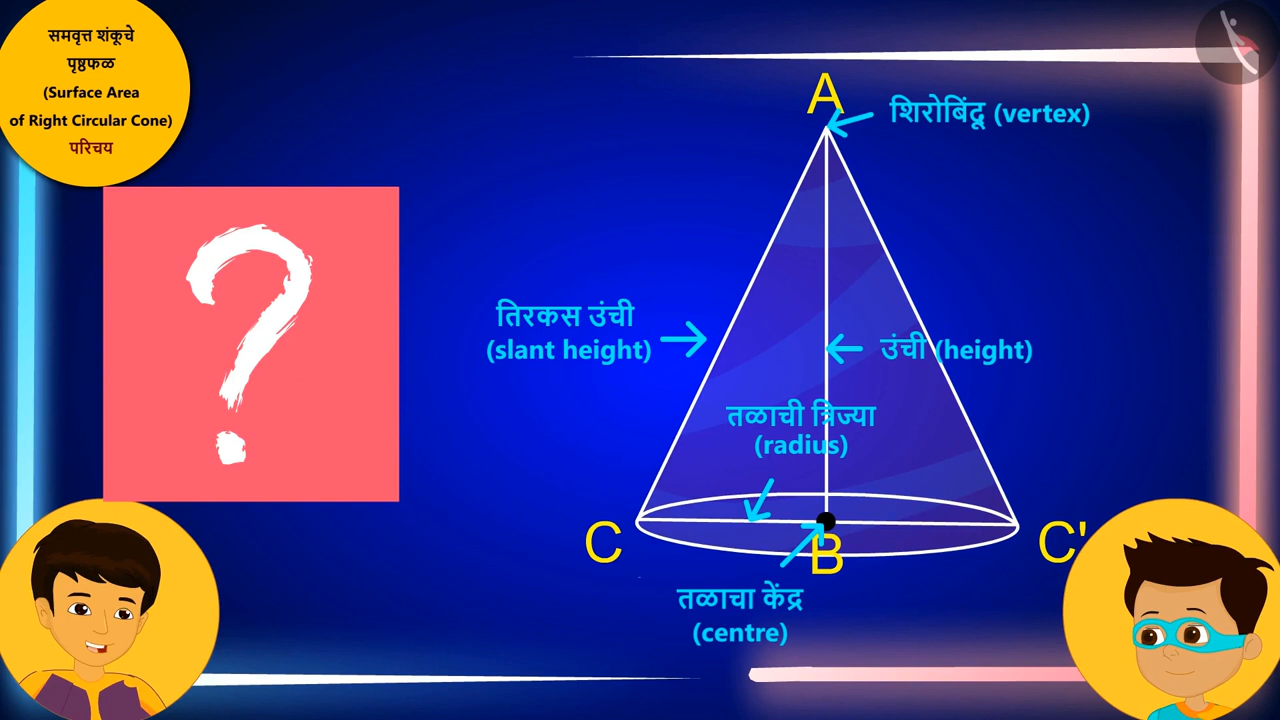 समवृत्त शंकूचे
पृष्ठफळ
(Surface Area
of Right Circular Cone)
परिचय
A
शिरोबिंदू (vertex)
तिरकस उंची
(slant height)
उंची (height)
तळाची त्रिज्या
(radius)
?
C
B
C'
तळाचा केंद्र
(centre)